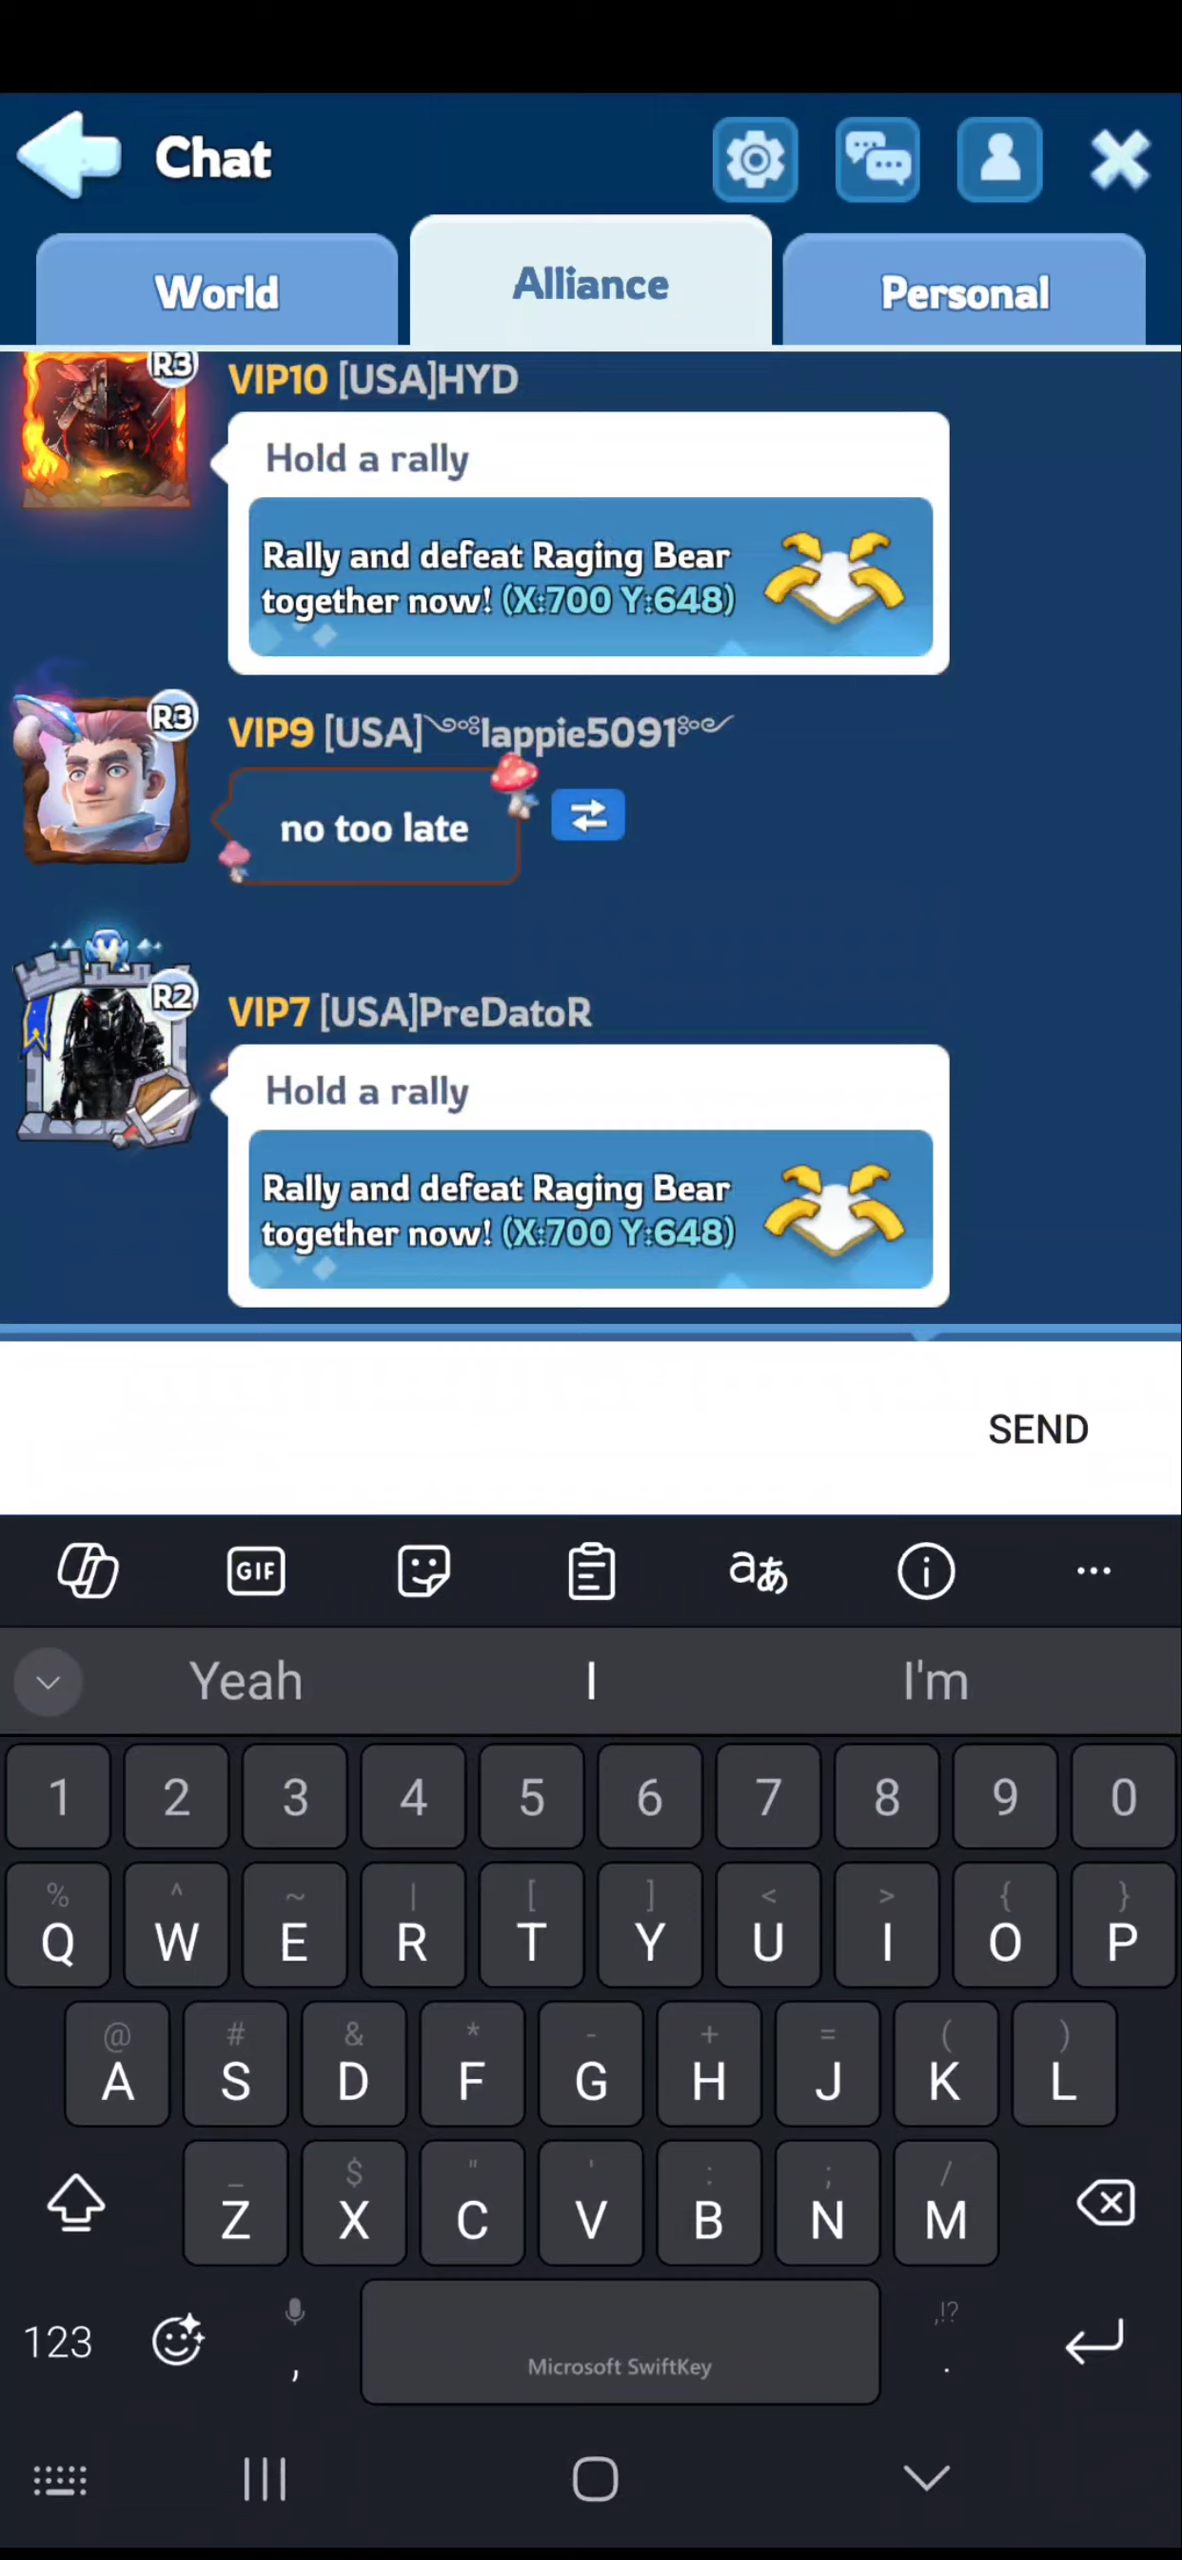 Chat
World
Alliance
Personal
R3
VIP10 [USA]HYD
Hold a rally
Rally and defeat Raging Bear
together now! (X:700 Y:648)
R3
VIP9 [USA]༺lappie5091༻
no too late
R2
VIP7 [USA]PreDatoR
Hold a rally
Rally and defeat Raging Bear
together now! (X:700 Y:648)
SEND
GIF
aあ
Yeah I I'm
1 2 3 4 5 6 7 8 9 0
% ^ ~ | [ ] < > { }
Q W E R T Y U I O P
@ # & * - + = ( )
A S D F G H J K L
_ $ " ' : ; /
Z X C V B N M
123 , Microsoft SwiftKey ,!? .